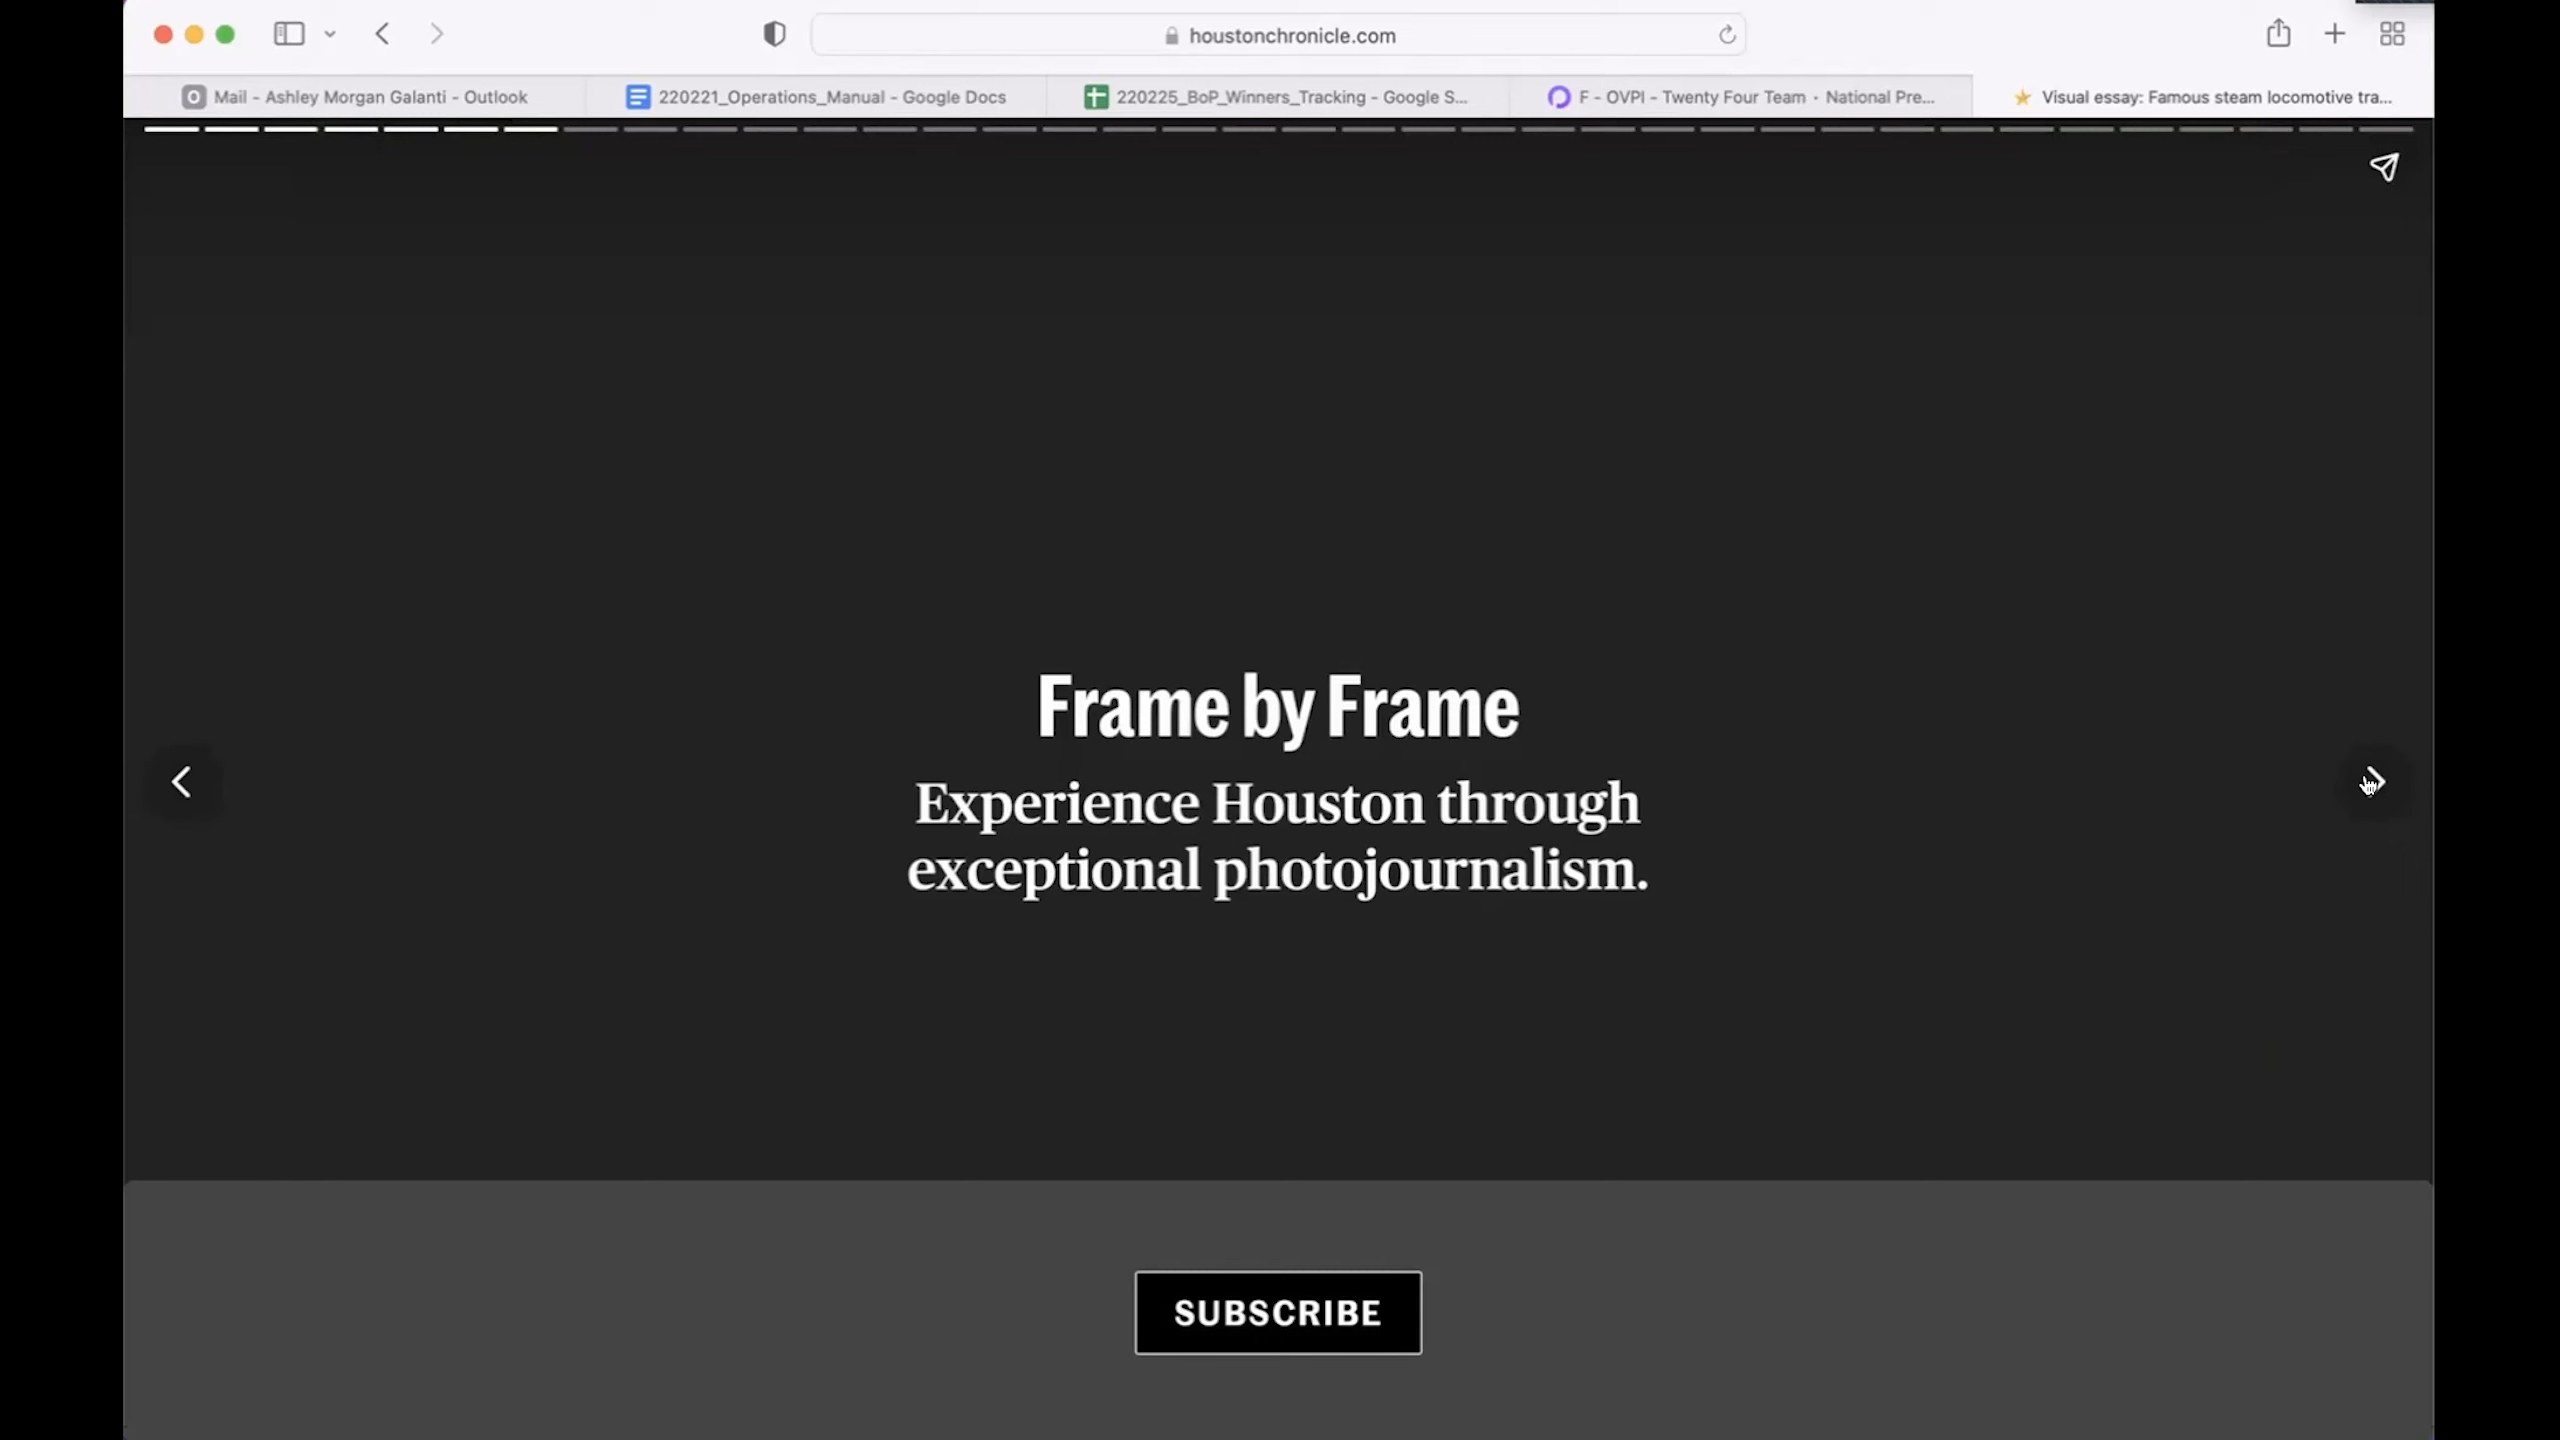 houstonchronicle.com
Mail - Ashley Morgan Galanti - Outlook
220221_Operations_Manual - Google Docs
220225_BoP_Winners_Tracking - Google S...
F - OVPI - Twenty Four Team · National Pre...
Visual essay: Famous steam locomotive tra...
Frame by Frame
Experience Houston through
exceptional photojournalism.
SUBSCRIBE